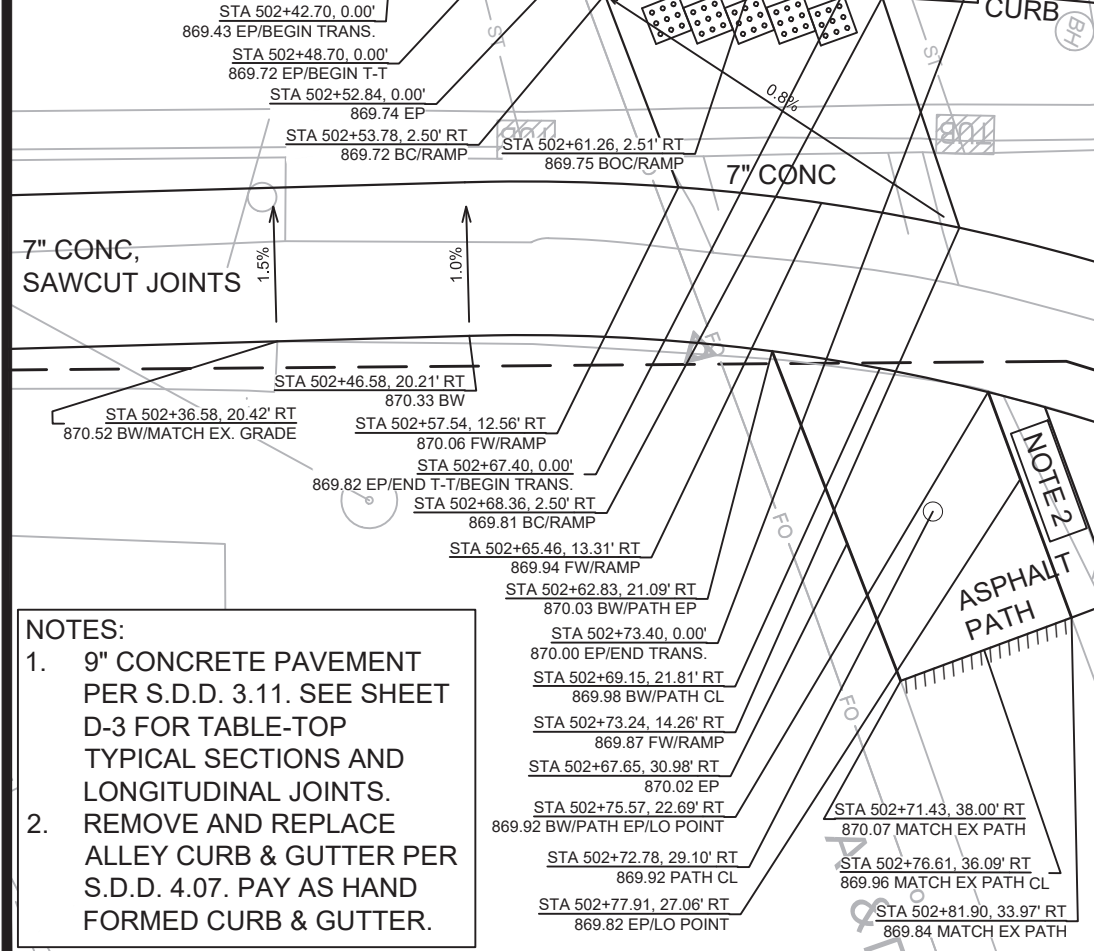 STA 502+42.70, 0.00'
869.43 EP/BEGIN TRANS.
STA 502+48.70, 0.00'
869.72 EP/BEGIN T-T
STA 502+52.84, 0.00'
869.74 EP
STA 502+53.78, 2.50' RT
869.72 BC/RAMP
STA 502+61.26, 2.51' RT
869.75 BOC/RAMP
CURB
BH
ST
ST
0.8%
7" CONC
7" CONC,
SAWCUT JOINTS
1.5%
1.0%
FO
STA 502+46.58, 20.21' RT
870.33 BW
STA 502+36.58, 20.42' RT
870.52 BW/MATCH EX. GRADE
STA 502+57.54, 12.56' RT
870.06 FW/RAMP
STA 502+67.40, 0.00'
869.82 EP/END T-T/BEGIN TRANS.
STA 502+68.36, 2.50' RT
869.81 BC/RAMP
STA 502+65.46, 13.31' RT
869.94 FW/RAMP
STA 502+62.83, 21.09' RT
870.03 BW/PATH EP
STA 502+73.40, 0.00'
870.00 EP/END TRANS.
STA 502+69.15, 21.81' RT
869.98 BW/PATH CL
STA 502+73.24, 14.26' RT
869.87 FW/RAMP
STA 502+67.65, 30.98' RT
870.02 EP
STA 502+75.57, 22.69' RT
869.92 BW/PATH EP/LO POINT
STA 502+72.78, 29.10' RT
869.92 PATH CL
STA 502+77.91, 27.06' RT
869.82 EP/LO POINT
NOTE 2
ASPHALT
PATH
FO
FO
STA 502+71.43, 38.00' RT
870.07 MATCH EX PATH
STA 502+76.61, 36.09' RT
869.96 MATCH EX PATH CL
STA 502+81.90, 33.97' RT
869.84 MATCH EX PATH
NOTES:
1. 9" CONCRETE PAVEMENT
PER S.D.D. 3.11. SEE SHEET
D-3 FOR TABLE-TOP
TYPICAL SECTIONS AND
LONGITUDINAL JOINTS.
2. REMOVE AND REPLACE
ALLEY CURB & GUTTER PER
S.D.D. 4.07. PAY AS HAND
FORMED CURB & GUTTER.